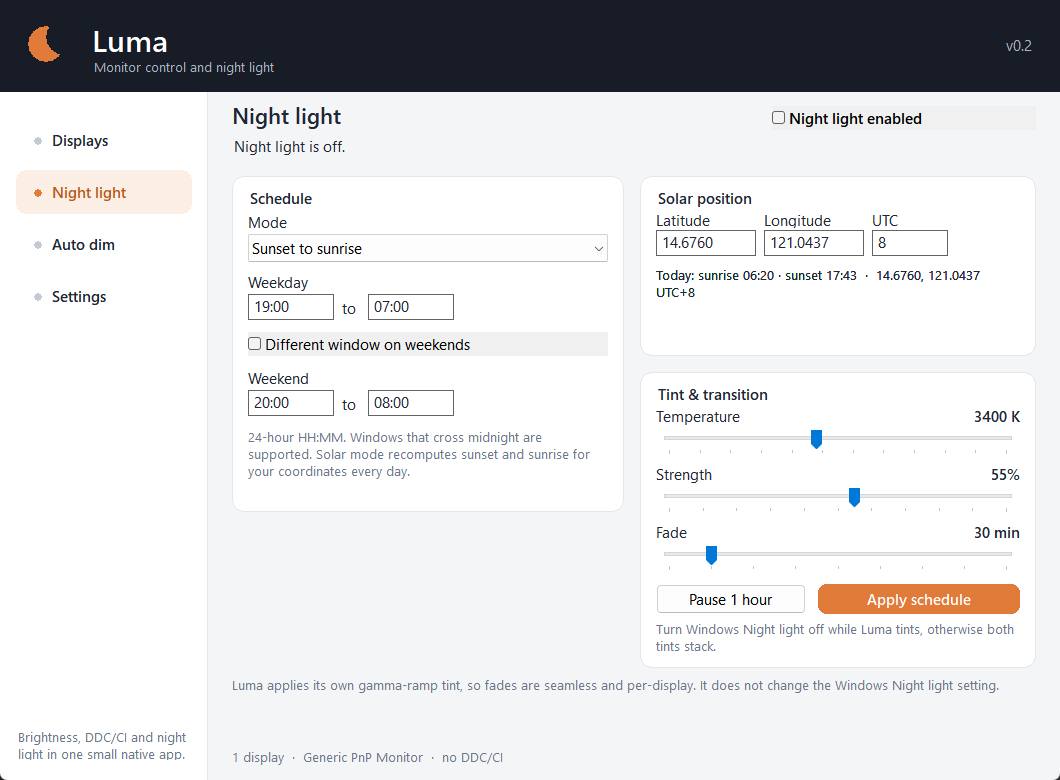 Luma
Monitor control and night light
v0.2
Displays
Night light
Auto dim
Settings
Brightness, DDC/CI and night
light in one small native app.
Night light
Night light enabled
Night light is off.
Schedule
Mode
Sunset to sunrise
Weekday
19:00 to 07:00
Different window on weekends
Weekend
20:00 to 08:00
24-hour HH:MM. Windows that cross midnight are
supported. Solar mode recomputes sunset and sunrise for
your coordinates every day.
Solar position
Latitude Longitude UTC
14.6760 121.0437 8
Today: sunrise 06:20 · sunset 17:43 · 14.6760, 121.0437
UTC+8
Tint & transition
Temperature 3400 K
Strength 55%
Fade 30 min
Pause 1 hour Apply schedule
Turn Windows Night light off while Luma tints, otherwise both
tints stack.
Luma applies its own gamma-ramp tint, so fades are seamless and per-display. It does not change the Windows Night light setting.
1 display · Generic PnP Monitor · no DDC/CI